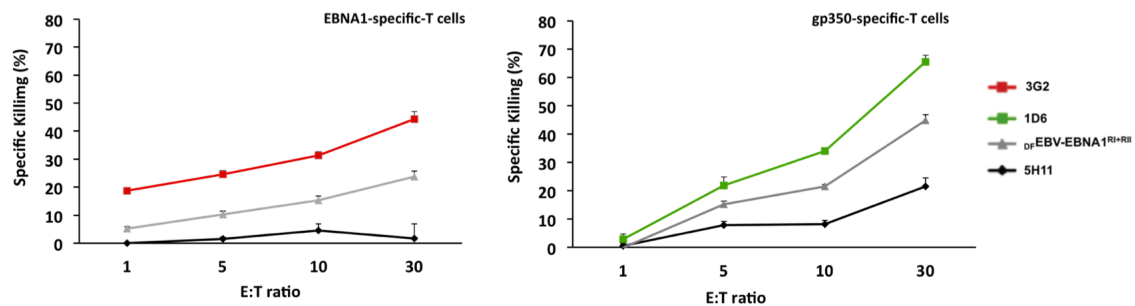 EBNA1-specific-T cells
Specific Killimg (%)
80
70
60
50
40
30
20
10
0
1 5 10 30
E:T ratio
gp350-specific-T cells
Specific Killing (%)
80
70
60
50
40
30
20
10
0
1 5 10 30
E:T ratio
3G2
1D6
DFEBV-EBNA1RI+RII
5H11